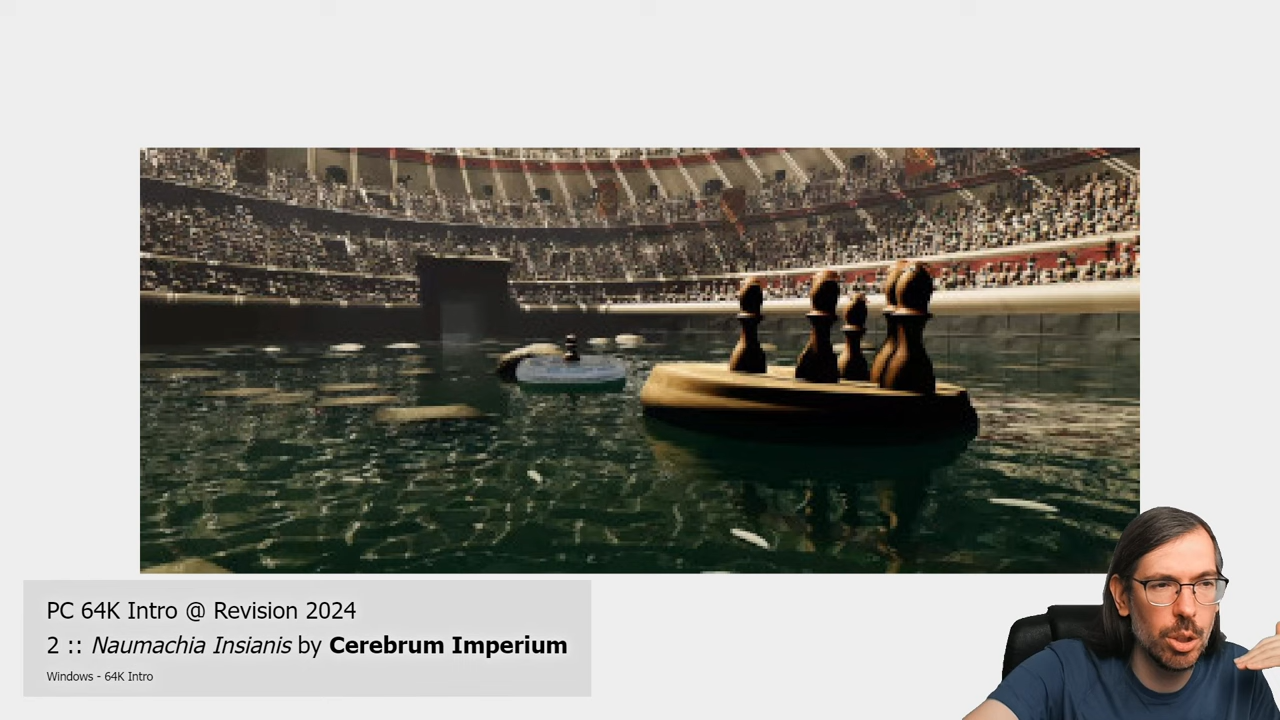 PC 64K Intro @ Revision 2024
2 :: Naumachia Insianis by Cerebrum Imperium
Windows - 64K Intro